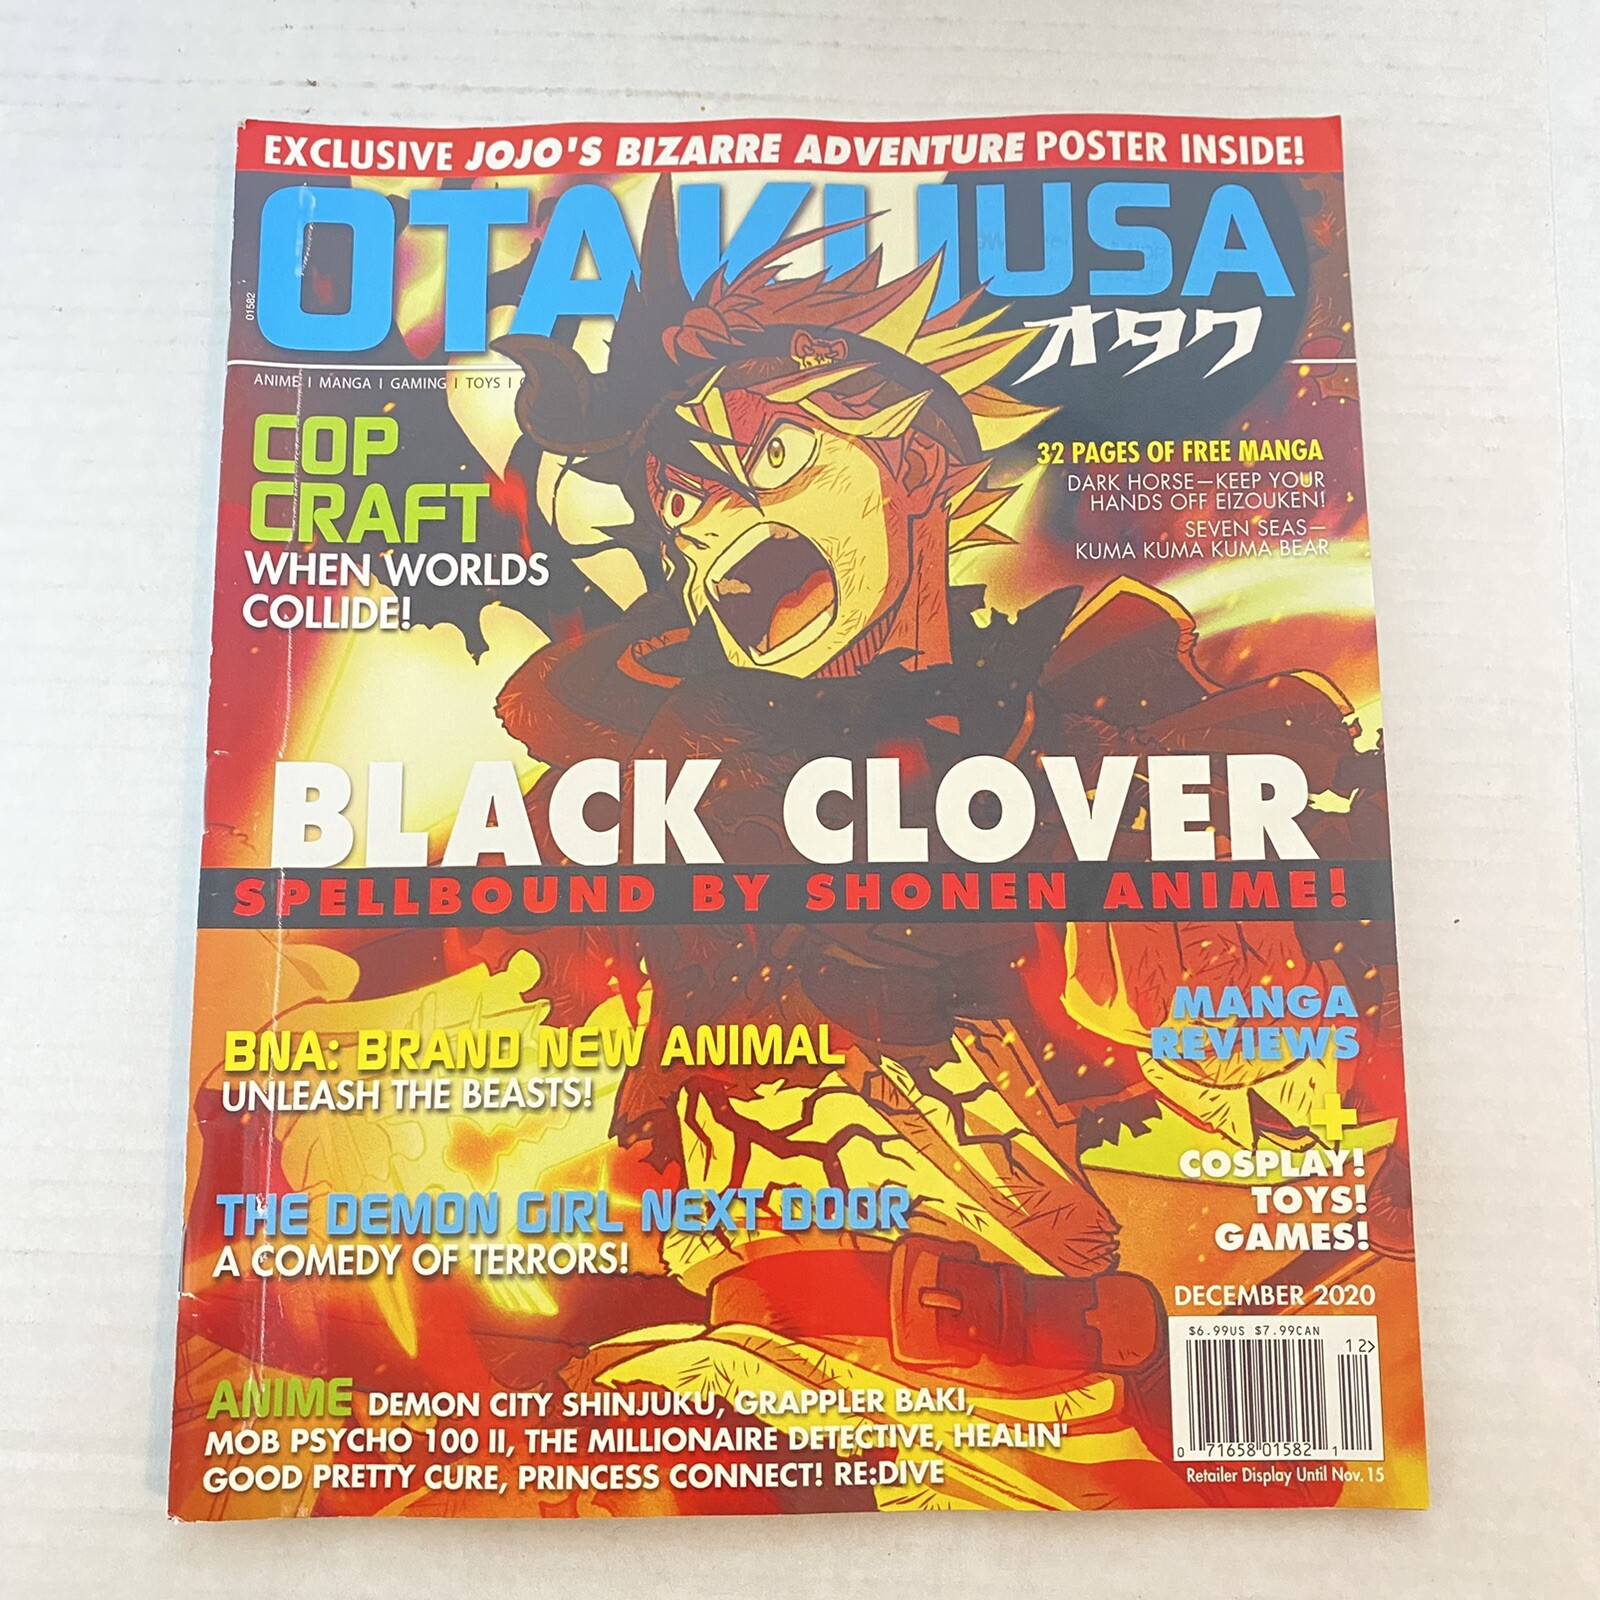 EXCLUSIVE JOJO'S BIZARRE ADVENTURE POSTER INSIDE!
OTAKU USA
オタク
01582
ANIME | MANGA | GAMING | TOYS |
COP
CRAFT
WHEN WORLDS
COLLIDE!
32 PAGES OF FREE MANGA
DARK HORSE—KEEP YOUR
HANDS OFF EIZOUKEN!
SEVEN SEAS—
KUMA KUMA KUMA BEAR
BLACK CLOVER
SPELLBOUND BY SHONEN ANIME!
BNA: BRAND NEW ANIMAL
UNLEASH THE BEASTS!
MANGA
REVIEWS
+
COSPLAY!
TOYS!
GAMES!
THE DEMON GIRL NEXT DOOR
A COMEDY OF TERRORS!
DECEMBER 2020
$6.99US $7.99CAN
12>
0 71658 01582 1
Retailer Display Until Nov. 15
ANIME DEMON CITY SHINJUKU, GRAPPLER BAKI,
MOB PSYCHO 100 II, THE MILLIONAIRE DETECTIVE, HEALIN'
GOOD PRETTY CURE, PRINCESS CONNECT! RE:DIVE